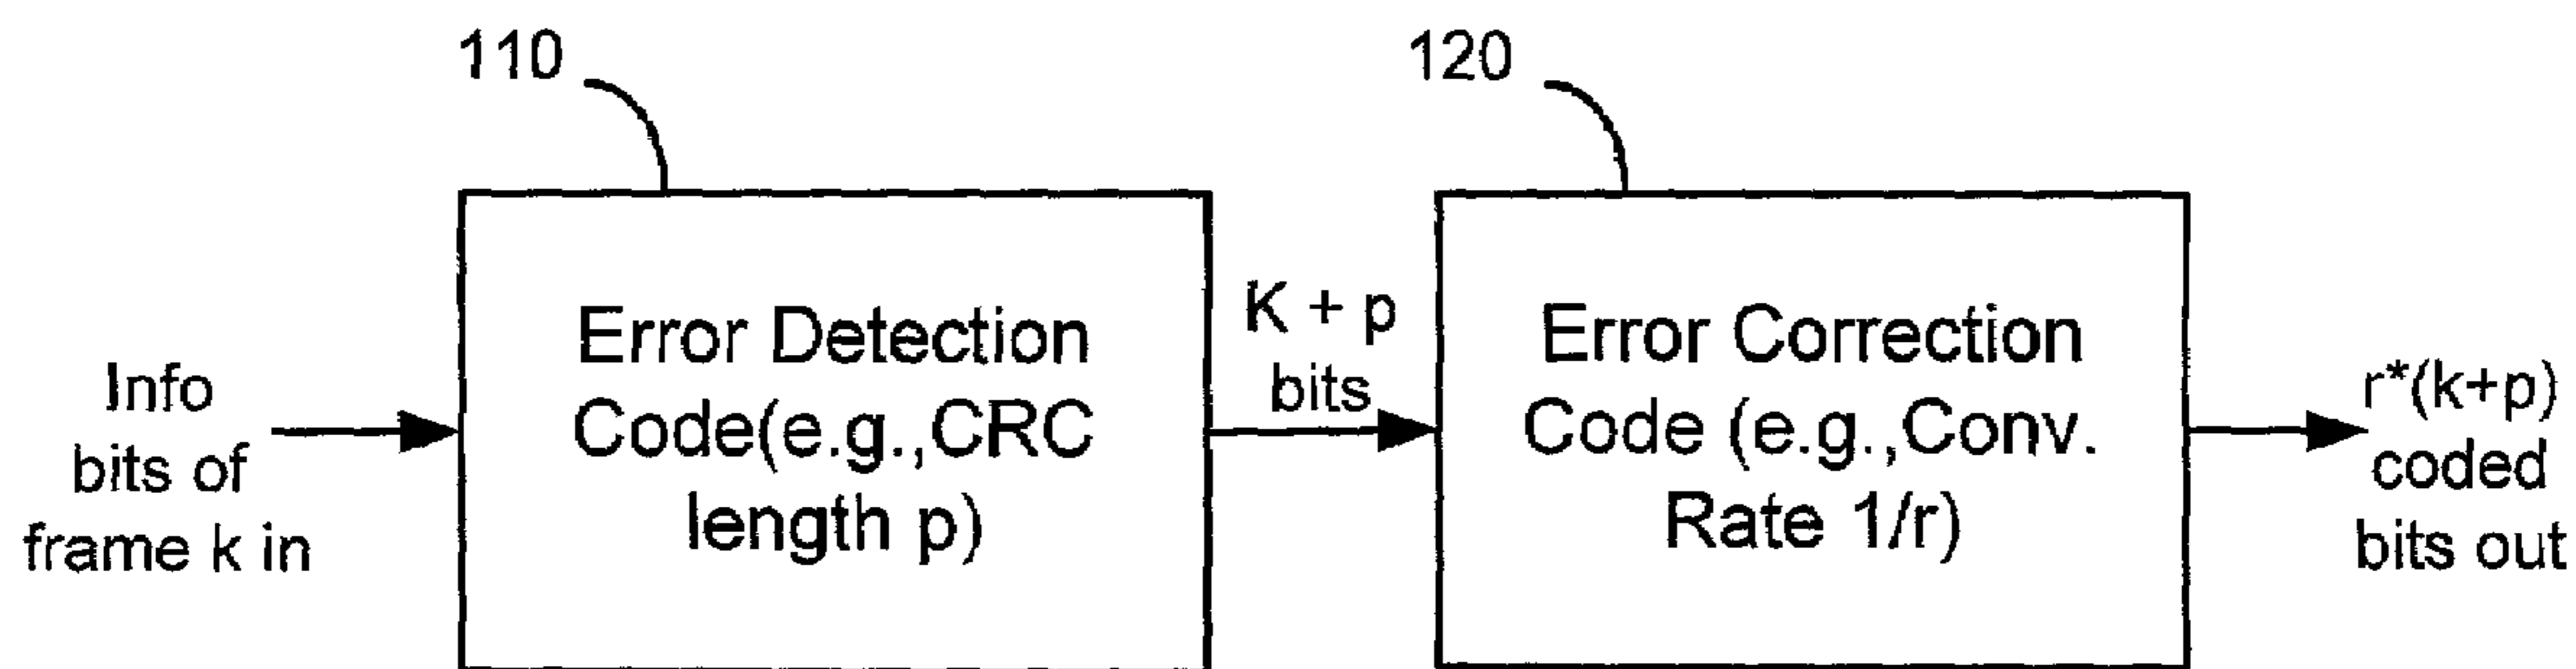 110
120
Info
bits of
frame k in
Error Detection
Code(e.g.,CRC
length p)
K + p
bits
Error Correction
Code (e.g.,Conv.
Rate 1/r)
r*(k+p)
coded
bits out